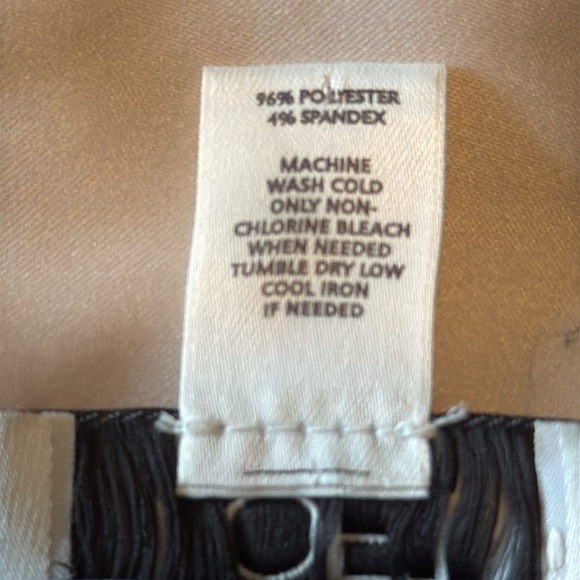 96% POLYESTER
4% SPANDEX
MACHINE
WASH COLD
ONLY NON-
CHLORINE BLEACH
WHEN NEEDED
TUMBLE DRY LOW
COOL IRON
IF NEEDED